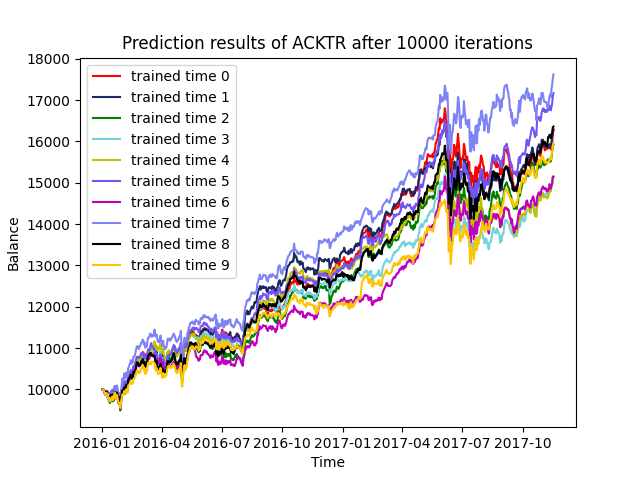 Prediction results of ACKTR after 10000 iterations
18000
17000
16000
15000
14000
13000
12000
11000
10000
Balance
trained time 0
trained time 1
trained time 2
trained time 3
trained time 4
trained time 5
trained time 6
trained time 7
trained time 8
trained time 9
2016-01 2016-04 2016-07 2016-10 2017-01 2017-04 2017-07 2017-10
Time